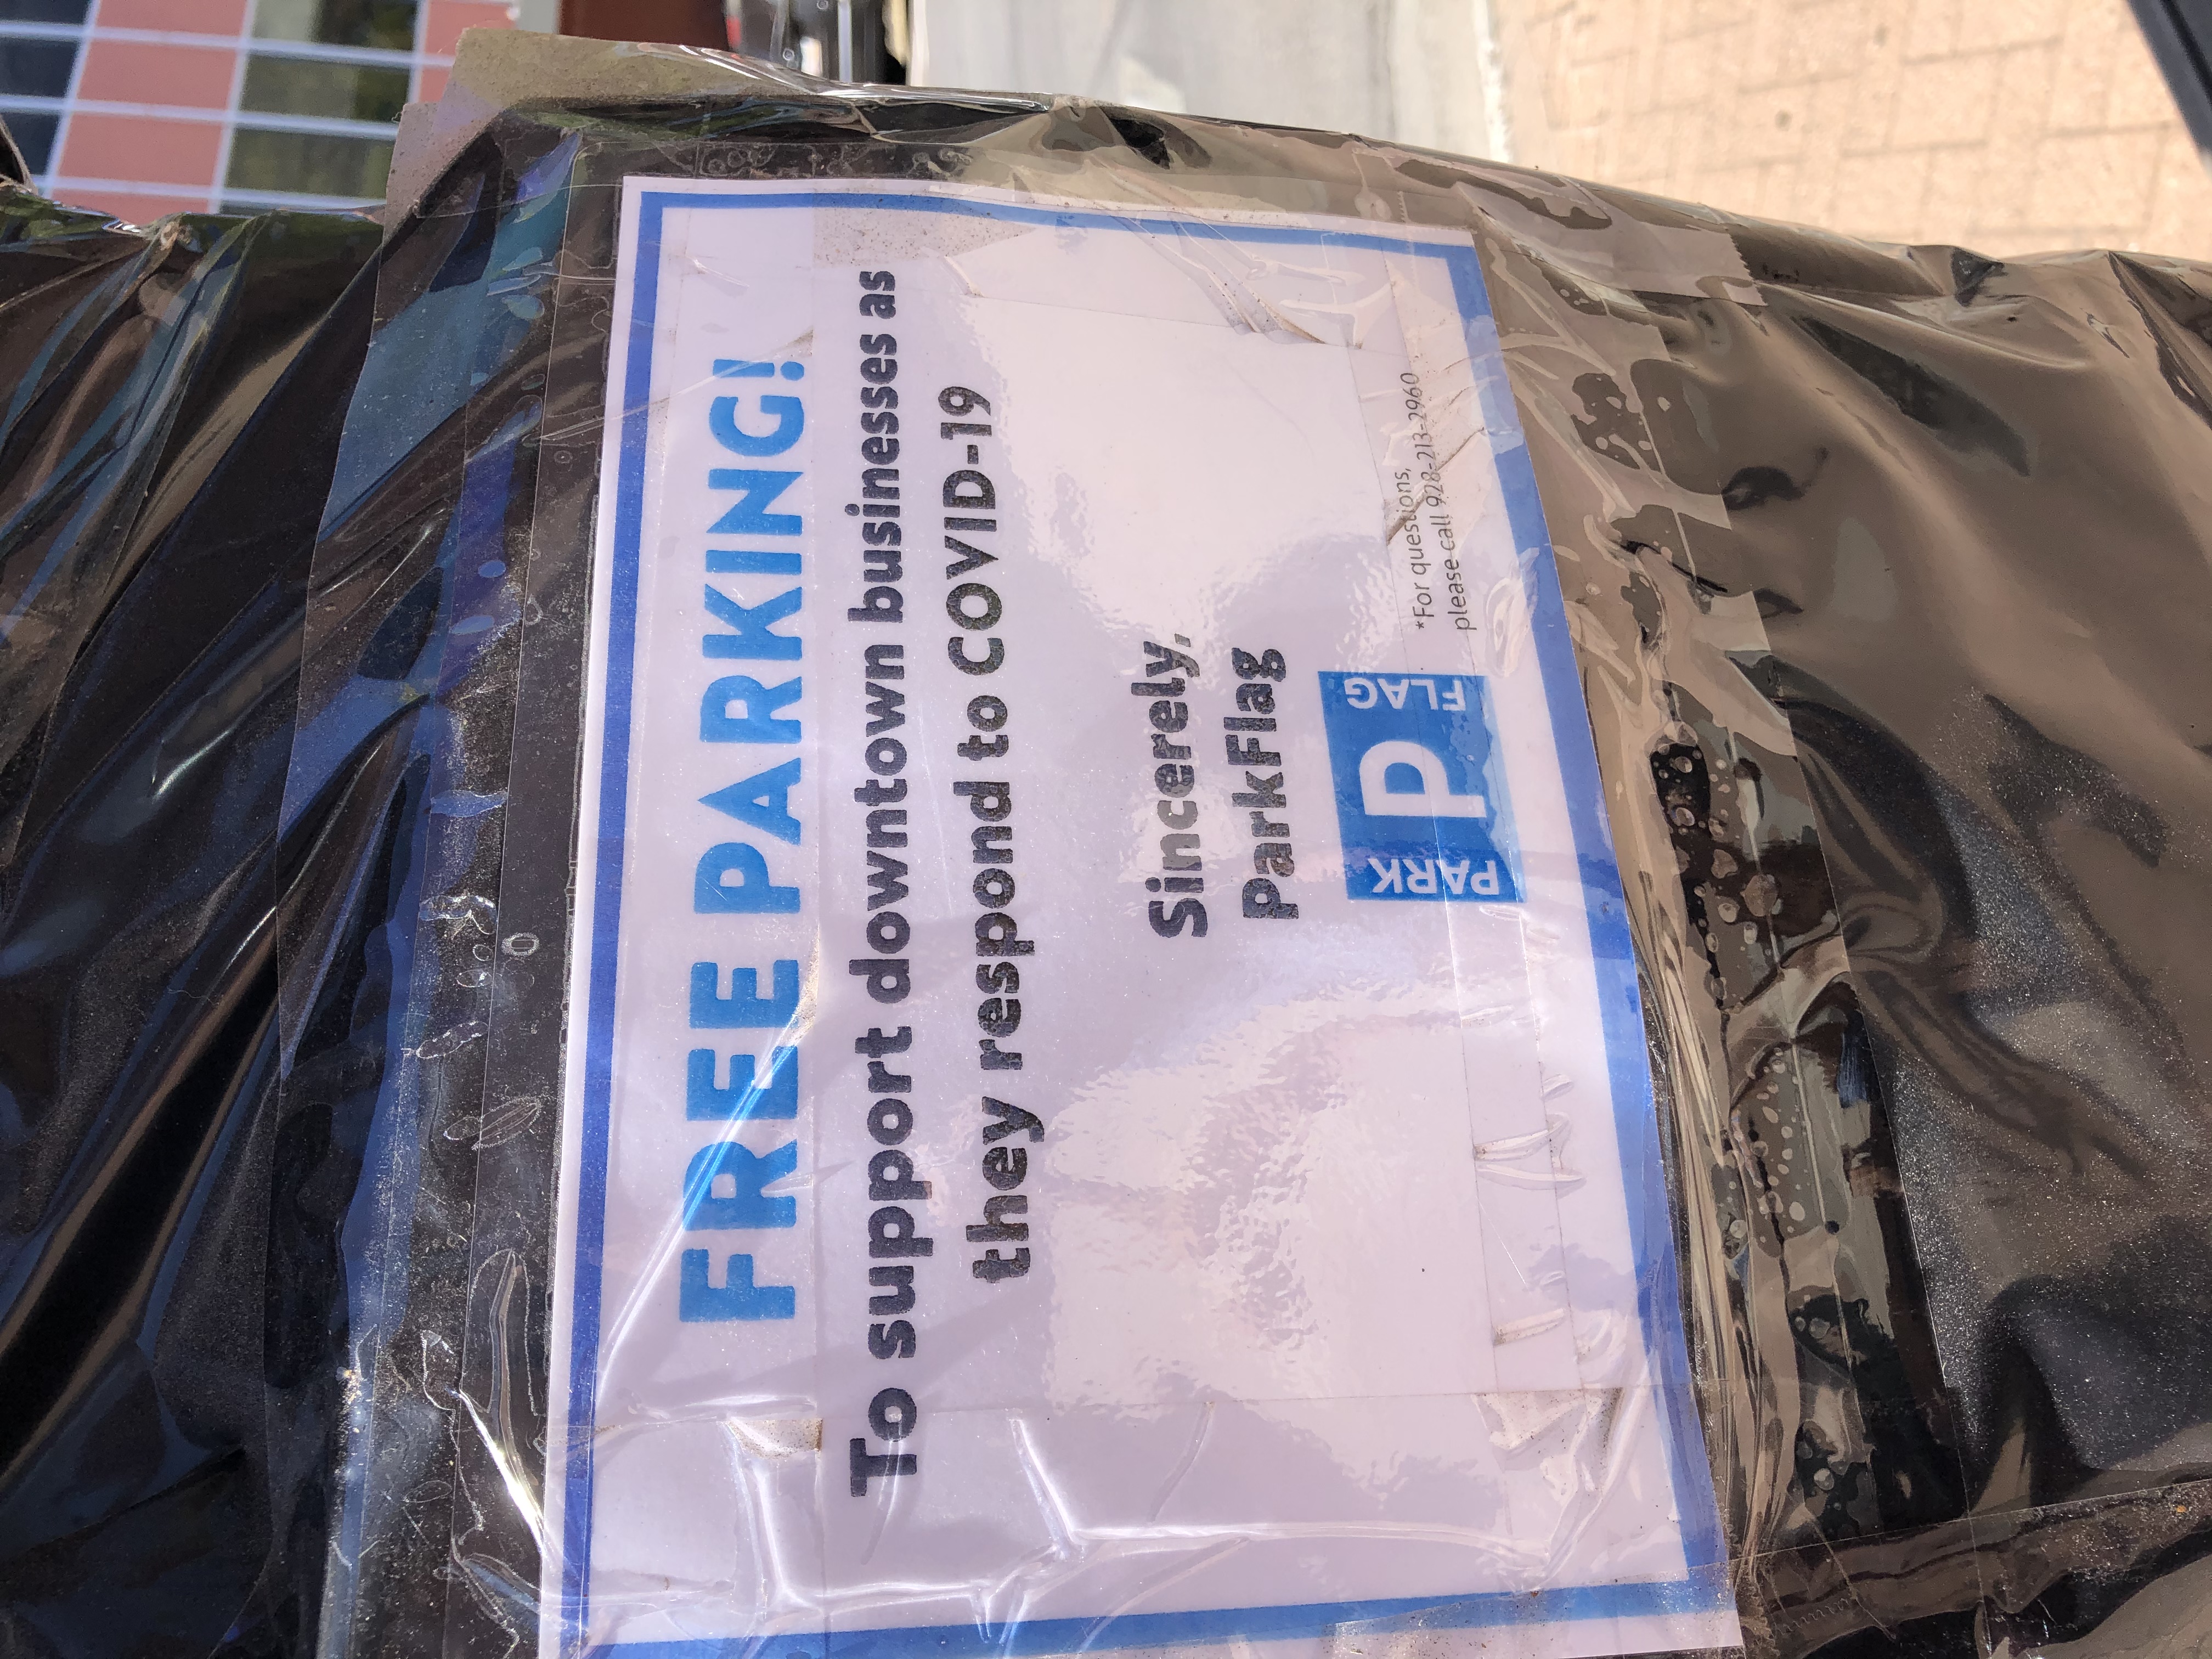 FREE PARKING!
To support downtown businesses as
they respond to COVID-19
Sincerely,
ParkFlag
PARK
P
FLAG
*For questions,
please call 928-213-2960